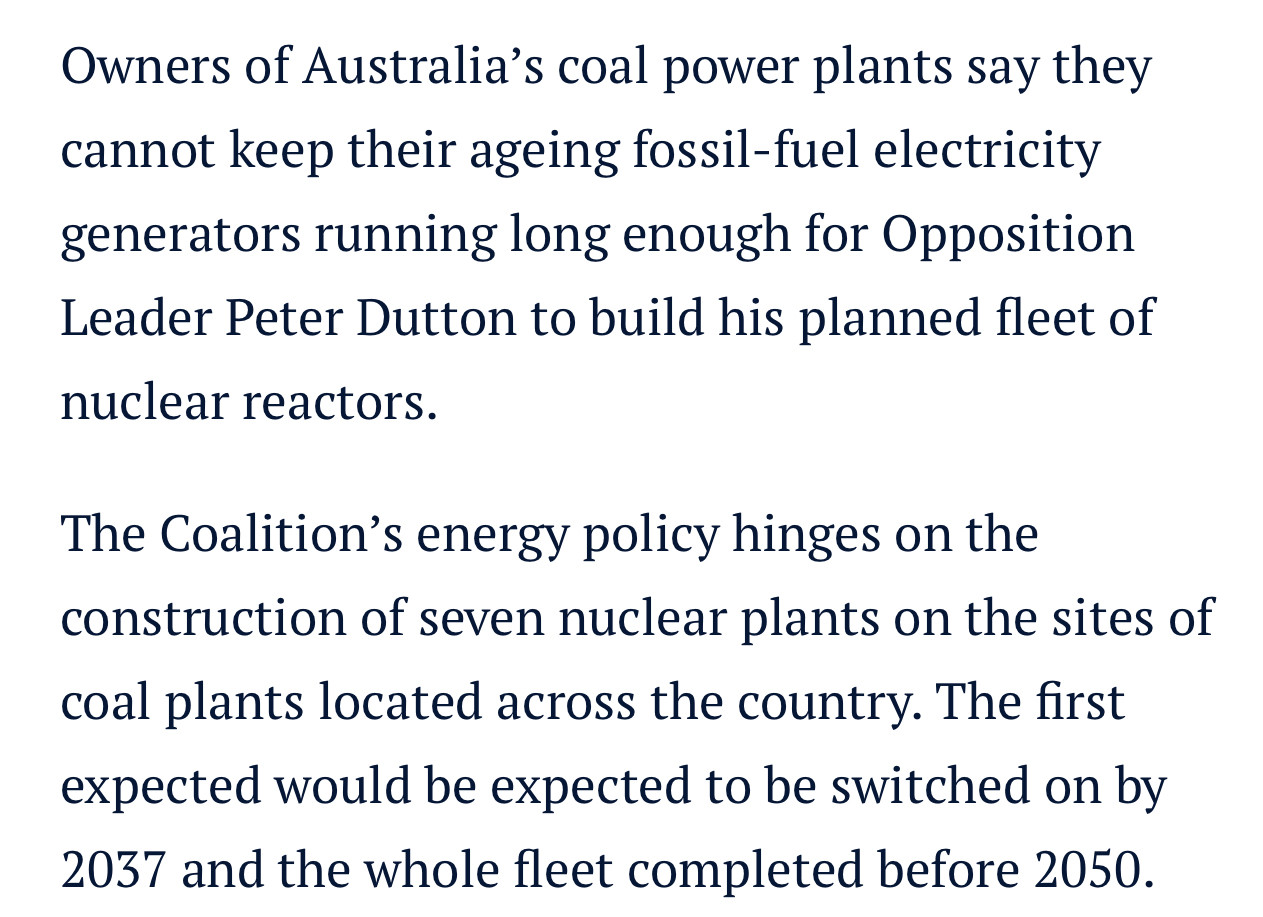 Owners of Australia’s coal power plants say they
cannot keep their ageing fossil-fuel electricity
generators running long enough for Opposition
Leader Peter Dutton to build his planned fleet of
nuclear reactors.
The Coalition’s energy policy hinges on the
construction of seven nuclear plants on the sites of
coal plants located across the country. The first
expected would be expected to be switched on by
2037 and the whole fleet completed before 2050.